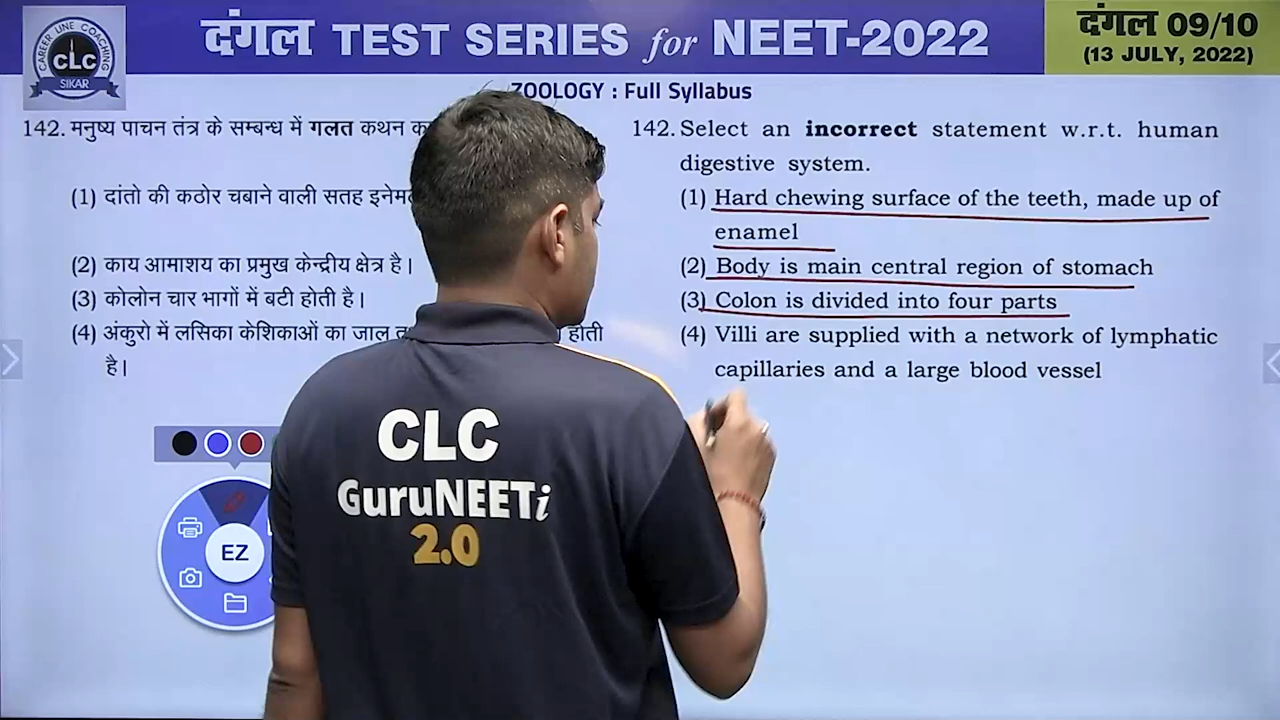 CAREER LINE COACHING
CLC
SIKAR
दंगल TEST SERIES for NEET-2022
दंगल 09/10
(13 JULY, 2022)
ZOOLOGY : Full Syllabus
142. मनुष्य पाचन तंत्र के सम्बन्ध में गलत कथन
(1) दांतो की कठोर चबाने वाली सतह
(2) काय आमाशय का प्रमुख केन्द्रीय क्षेत्र है।
(3) कोलोन चार भागों में बटी होती है।
(4) अंकुरो में लसिका केशिकाओं का जाल होती
है।
142. Select an incorrect statement w.r.t. human
digestive system.
(1) Hard chewing surface of the teeth, made up of
enamel
(2) Body is main central region of stomach
(3) Colon is divided into four parts
(4) Villi are supplied with a network of lymphatic
capillaries and a large blood vessel
EZ
CLC
GuruNEETi
2.0